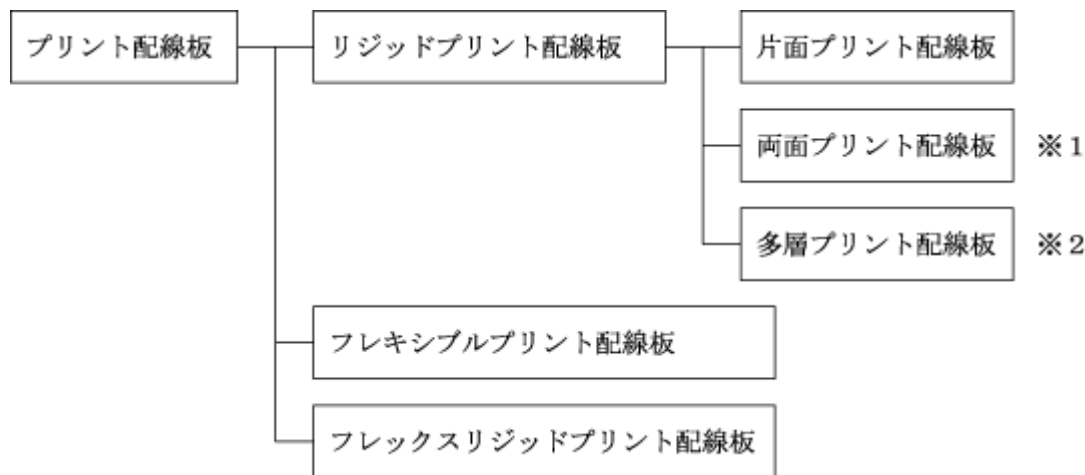 プリント配線板
リジッドプリント配線板
片面プリント配線板
両面プリント配線板 ※1
多層プリント配線板 ※2
フレキシブルプリント配線板
フレックスリジッドプリント配線板